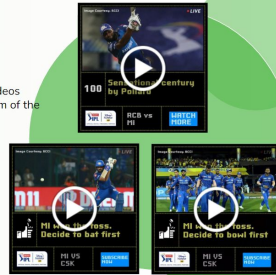 Image Courtesy: BCCI
LIVE
100
Sensational century
by Pollard
RCB vs
MI
WATCH
MORE
deos
m of the
Image Courtesy: BCCI
LIVE
MI won the toss.
Decide to bat first
MI VS
CSK
SUBSCRIBE
NOW
Image Courtesy: BCCI
LIVE
MI won the toss.
Decide to bowl first
MI VS
CSK
SUBSCRIBE
NOW